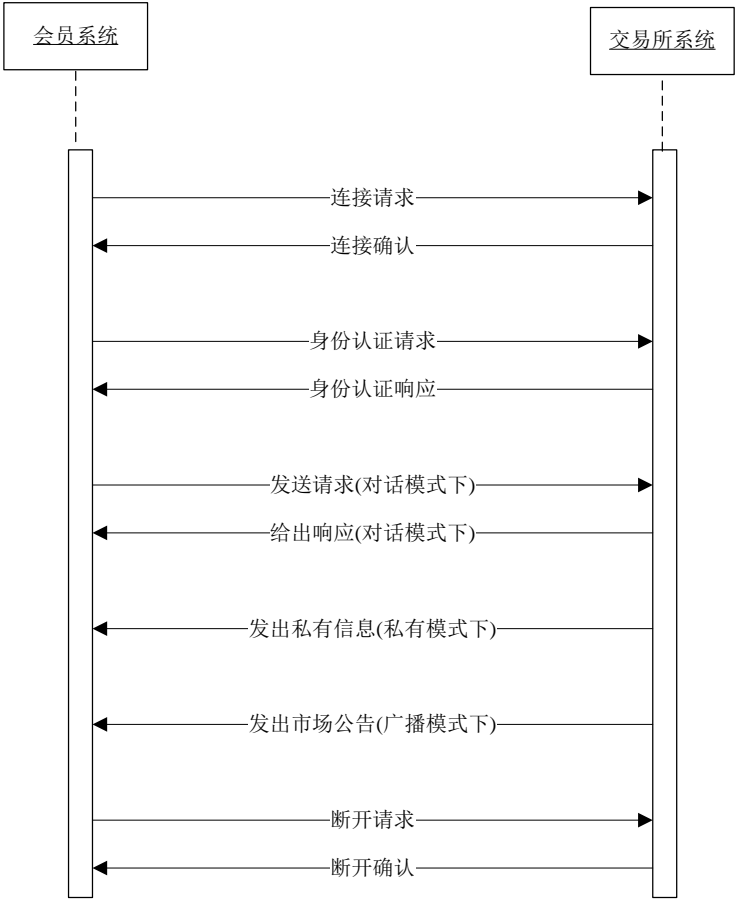 会员系统
交易所系统
连接请求
连接确认
身份认证请求
身份认证响应
发送请求(对话模式下)
给出响应(对话模式下)
发出私有信息(私有模式下)
发出市场公告(广播模式下)
断开请求
断开确认